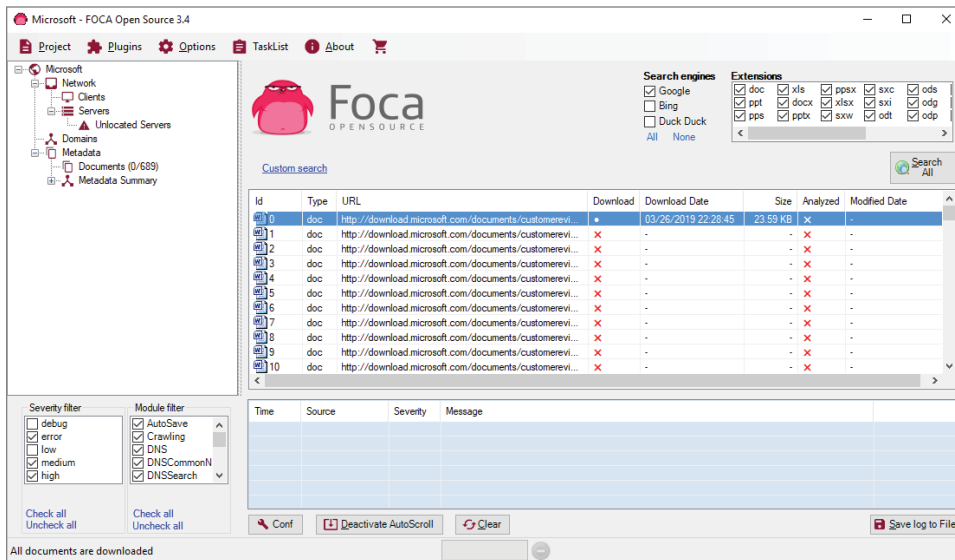 Microsoft - FOCA Open Source 3.4
Project Plugins Options TaskList About
Microsoft
Network
Clients
Servers
Unlocated Servers
Domains
Metadata
Documents (0/689)
Metadata Summary
Foca
OPENSOURCE
Search engines
Google
Bing
Duck Duck
All None
Extensions
doc xls ppsx sxc ods
ppt docx xlsx sxi odg
pps pptx sxw odt odp
Custom search
Search All
Id Type URL Download Download Date Size Analyzed Modified Date
0 doc http://download.microsoft.com/documents/customerevi... • 03/26/2019 22:28:45 23.59 KB × -
1 doc http://download.microsoft.com/documents/customerevi... × - - × -
2 doc http://download.microsoft.com/documents/customerevi... × - - × -
3 doc http://download.microsoft.com/documents/customerevi... × - - × -
4 doc http://download.microsoft.com/documents/customerevi... × - - × -
5 doc http://download.microsoft.com/documents/customerevi... × - - × -
6 doc http://download.microsoft.com/documents/customerevi... × - - × -
7 doc http://download.microsoft.com/documents/customerevi... × - - × -
8 doc http://download.microsoft.com/documents/customerevi... × - - × -
9 doc http://download.microsoft.com/documents/customerevi... × - - × -
10 doc http://download.microsoft.com/documents/customerevi... × - - × -
Severity filter
debug
error
low
medium
high
Check all
Uncheck all
Module filter
AutoSave
Crawling
DNS
DNSCommonN
DNSSearch
Check all
Uncheck all
Time Source Severity Message
Conf Deactivate AutoScroll Clear Save log to File
All documents are downloaded